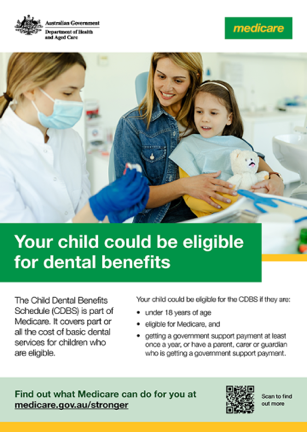 Australian Government
Department of Health
and Aged Care
medicare
Your child could be eligible
for dental benefits
The Child Dental Benefits
Schedule (CDBS) is part of
Medicare. It covers part or
all the cost of basic dental
services for children who
are eligible.
Your child could be eligible for the CDBS if they are:
• under 18 years of age
• eligible for Medicare, and
• getting a government support payment at least
once a year, or have a parent, carer or guardian
who is getting a government support payment.
Find out what Medicare can do for you at
medicare.gov.au/stronger
Scan to find
out more